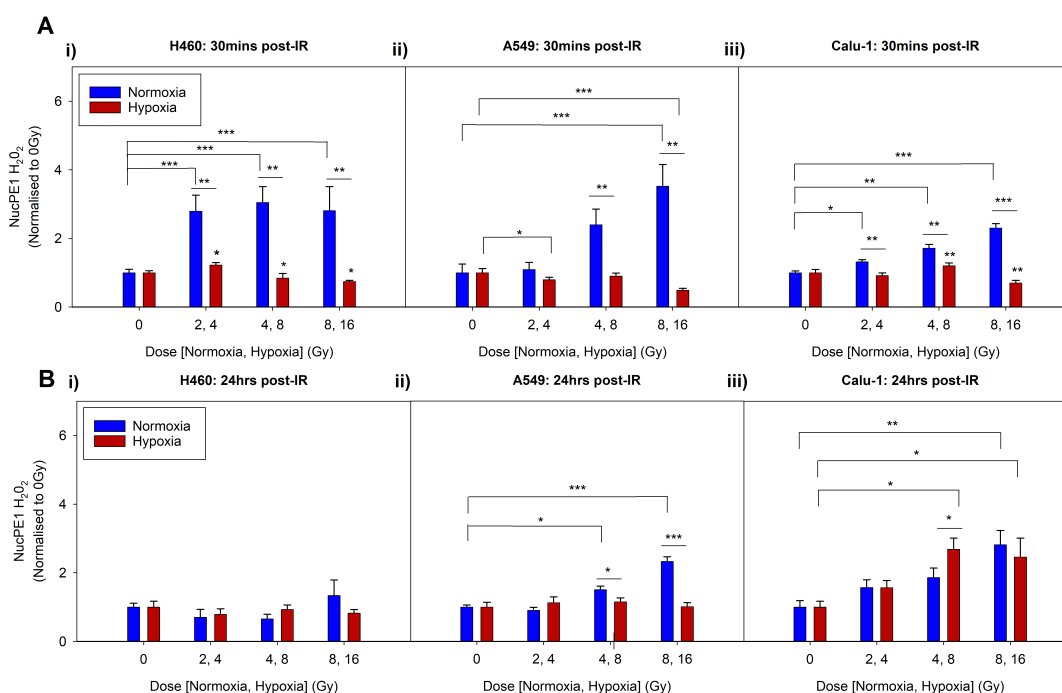 A
i)
H460: 30mins post-IR
ii)
A549: 30mins post-IR
iii)
Calu-1: 30mins post-IR
NucPE1 H₂0₂
(Normalised to 0Gy)
6
4
2
0
Normoxia
Hypoxia
***
***
***
**
**
**
*
*
*
***
***
*
**
**
***
**
*
**
**
***
**
**
0
2, 4
4, 8
8, 16
0
2, 4
4, 8
8, 16
0
2, 4
4, 8
8, 16
Dose [Normoxia, Hypoxia] (Gy)
Dose [Normoxia, Hypoxia] (Gy)
Dose [Normoxia, Hypoxia] (Gy)
B
i)
H460: 24hrs post-IR
ii)
A549: 24hrs post-IR
iii)
Calu-1: 24hrs post-IR
NucPE1 H₂0₂
(Normalised to 0Gy)
6
4
2
0
Normoxia
Hypoxia
***
*
*
***
**
*
*
*
0
2, 4
4, 8
8, 16
0
2, 4
4, 8
8, 16
0
2, 4
4, 8
8, 16
Dose [Normoxia, Hypoxia] (Gy)
Dose [Normoxia, Hypoxia] (Gy)
Dose [Normoxia, Hypoxia] (Gy)